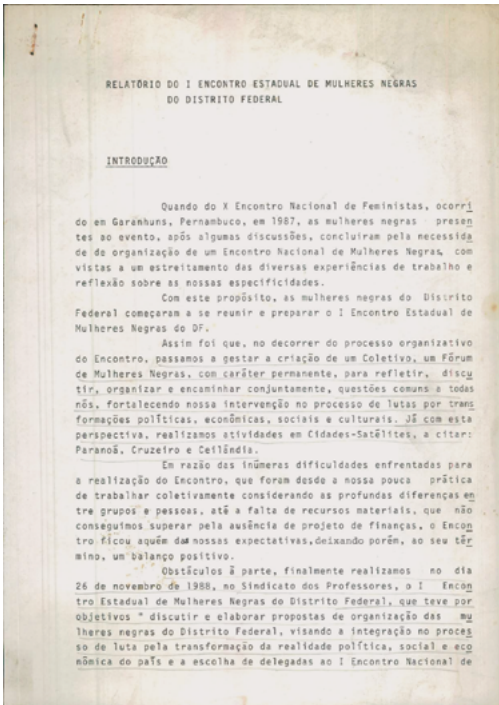 RELATÓRIO DO I ENCONTRO ESTADUAL DE MULHERES NEGRAS
DO DISTRITO FEDERAL
INTRODUÇÃO
Quando do X Encontro Nacional de Feministas, ocorri
do em Garanhuns, Pernambuco, em 1987, as mulheres negras presen
tes ao evento, após algumas discussões, concluiram pela necessida
de de organização de um Encontro Nacional de Mulheres Negras, com
vistas a um estreitamento das diversas experiências de trabalho e
reflexão sobre as nossas especificidades.
Com este propósito, as mulheres negras do Distrito
Federal começaram a se reunir e preparar o I Encontro Estadual de
Mulheres Negras do DF.
Assim foi que, no decorrer do processo organizativo
do Encontro, passamos a gestar a criação de um Coletivo, um Fórum
de Mulheres Negras, com caráter permanente, para refletir, discu
tir, organizar e encaminhar conjuntamente, questões comuns a todas
nós, fortalecendo nossa intervenção no processo de lutas por trans
formações políticas, econômicas, sociais e culturais. Já com esta
perspectiva, realizamos atividades em Cidades-Satélites, a citar:
Paranoá, Cruzeiro e Ceilândia.
Em razão das inúmeras dificuldades enfrentadas para
a realização do Encontro, que foram desde a nossa pouca prática
de trabalhar coletivamente considerando as profundas diferenças en
tre grupos e pessoas, até a falta de recursos materiais, que não
conseguimos superar pela ausência de projeto de finanças, o Encon
tro ficou aquém das nossas expectativas, deixando porém, ao seu tér
mino, um balanço positivo.
Obstáculos à parte, finalmente realizamos no dia
26 de novembro de 1988, no Sindicato dos Professores, o I Encon
tro Estadual de Mulheres Negras do Distrito Federal, que teve por
objetivos " discutir e elaborar propostas de organização das mu
lheres negras do Distrito Federal, visando a integração no proces
so de luta pela transformação da realidade política, social e eco
nômica do país e a escolha de delegadas ao I Encontro Nacional de